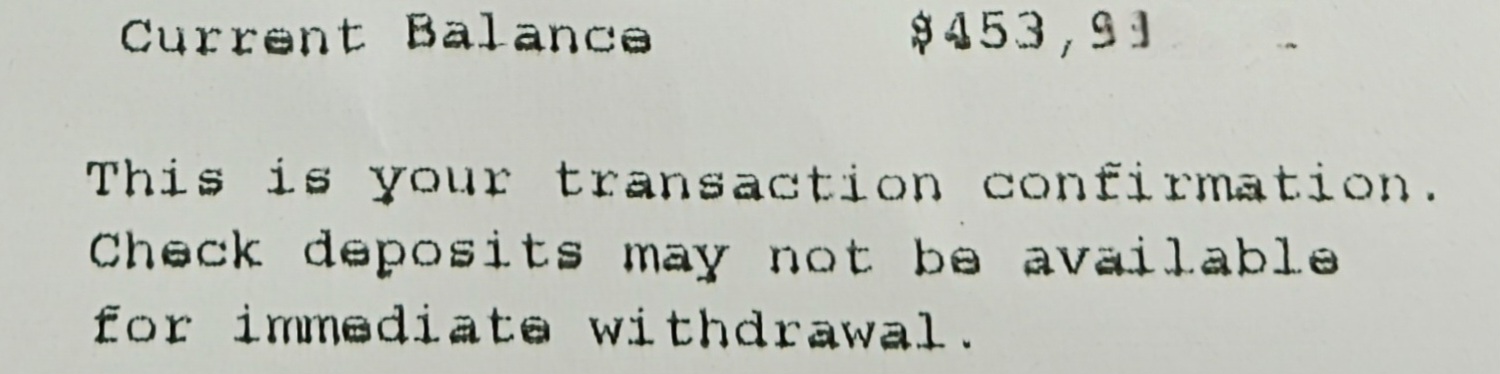 Current Balance
This is your transaction confirmation.
Check deposits may not be available
for immediate withdrawal.